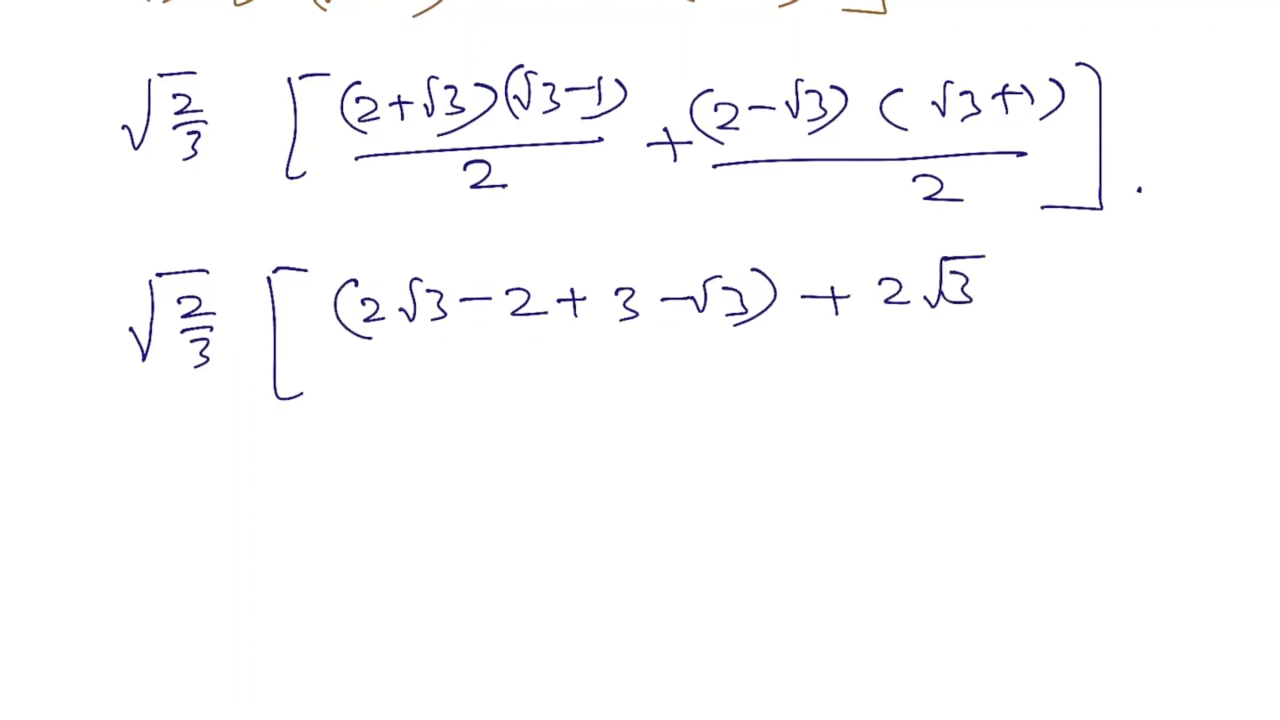 √(2/3) [ (2+√3)(√3-1)/2 + (2-√3)(√3+1)/2 ] .
√(2/3) [ (2√3-2+3-√3) + 2√3